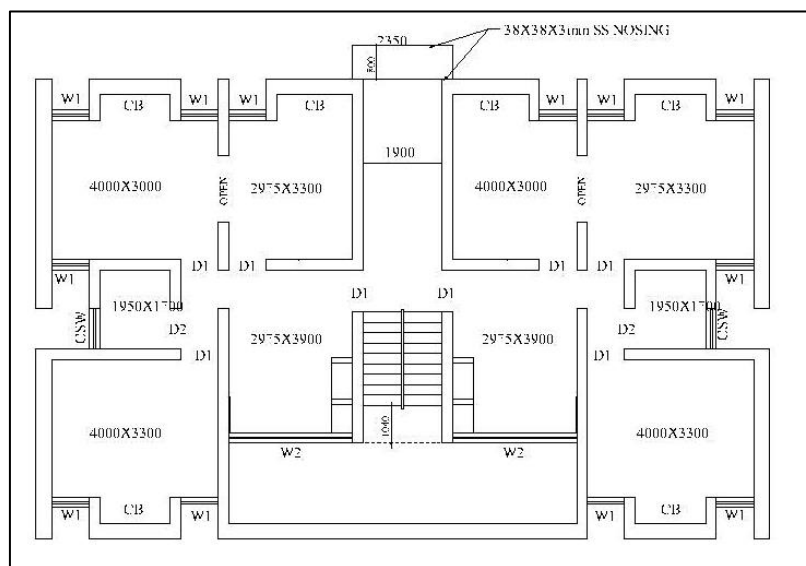 38X38X3mm SS NOSING
2350
800
W1 CB W1 W1 CB CB W1 W1 CB W1
1900
4000X3000 OPEN 2975X3300 4000X3000 OPEN 2975X3300
D1 D1 D1 D1
W1 W1
1950X1700 D1 D1 1950X1700
CSW D2 D2 CSW
2975X3900 2975X3900
D1 D1
1040
4000X3300 4000X3300
W2 W2
W1 CB W1 W1 CB W1